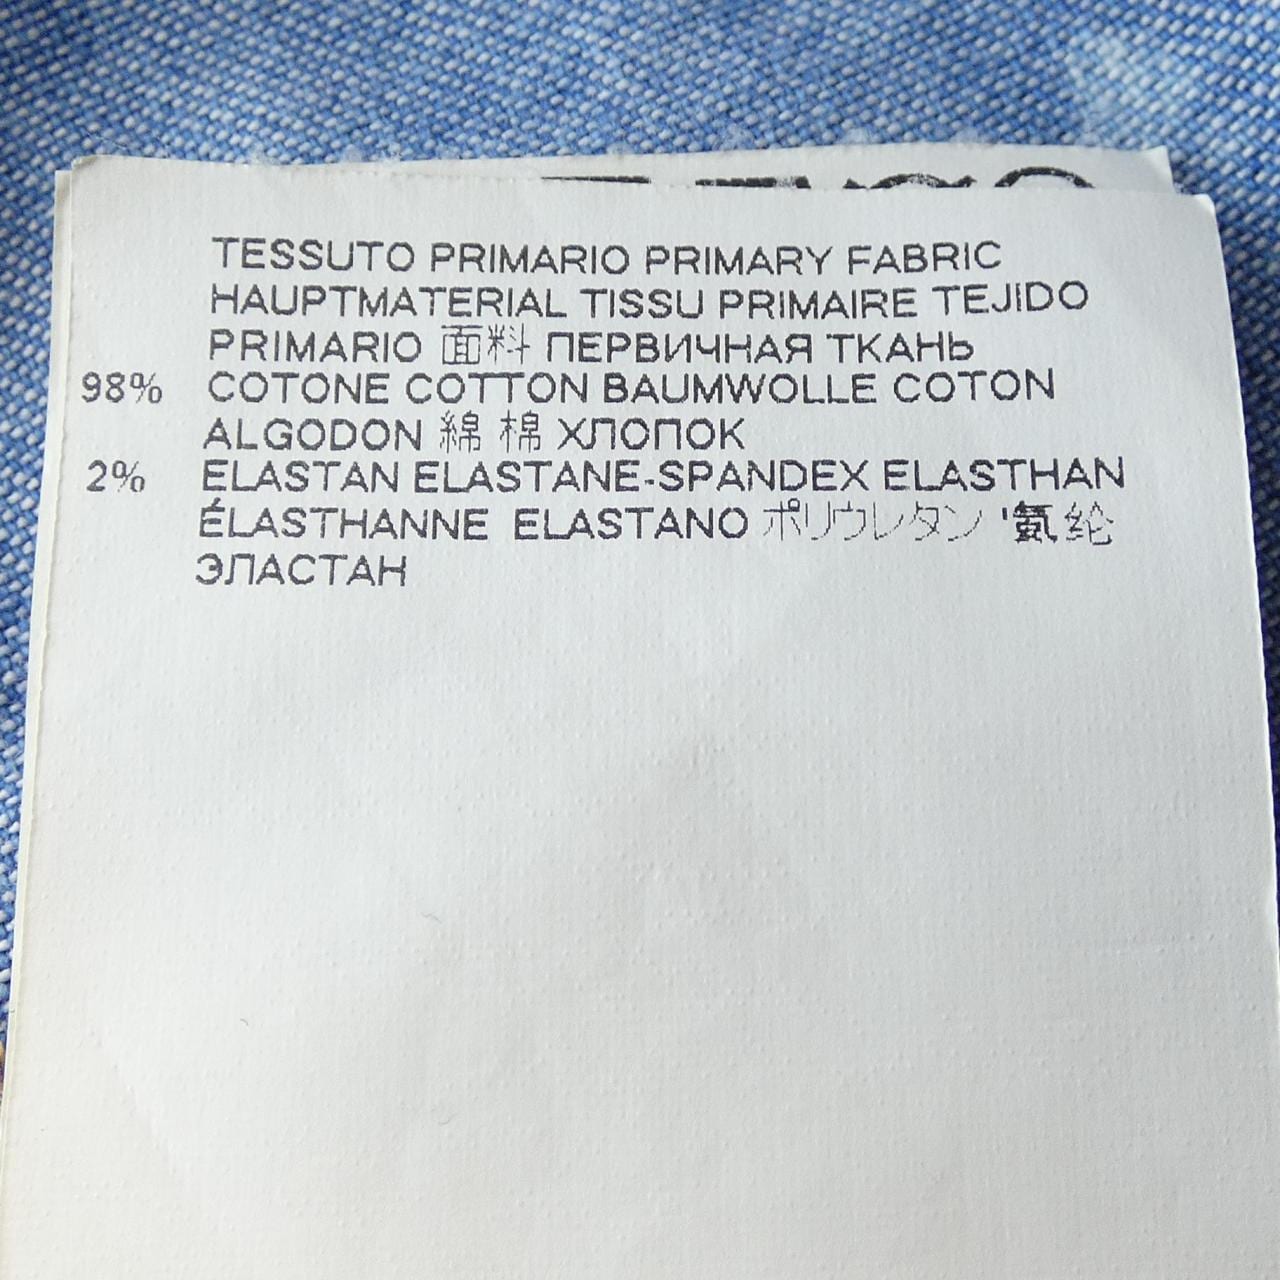 TESSUTO PRIMARIO PRIMARY FABRIC
HAUPTMATERIAL TISSU PRIMAIRE TEJIDO
PRIMARIO 面料 ПЕРВИЧНАЯ ТКАНЬ
98% COTONE COTTON BAUMWOLLE COTON
ALGODON 綿 棉 ХЛОПОК
2% ELASTAN ELASTANE-SPANDEX ELASTHAN
ÉLASTHANNE ELASTANO ポリウレタン '氨纶
ЭЛАСТАН